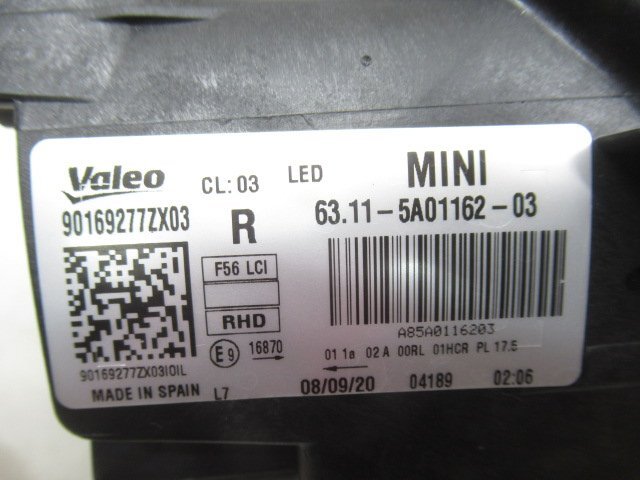 Valeo CL: 03 LED MINI
90169277ZX03 R 63.11-5A01162-03
F56 LCI
RHD
A85A0116203
E9 16870 01 1a 02 A 00RL 01HCR PL 17.5
90169277ZX03IOIL
MADE IN SPAIN L7 08/09/20 04189 02:06